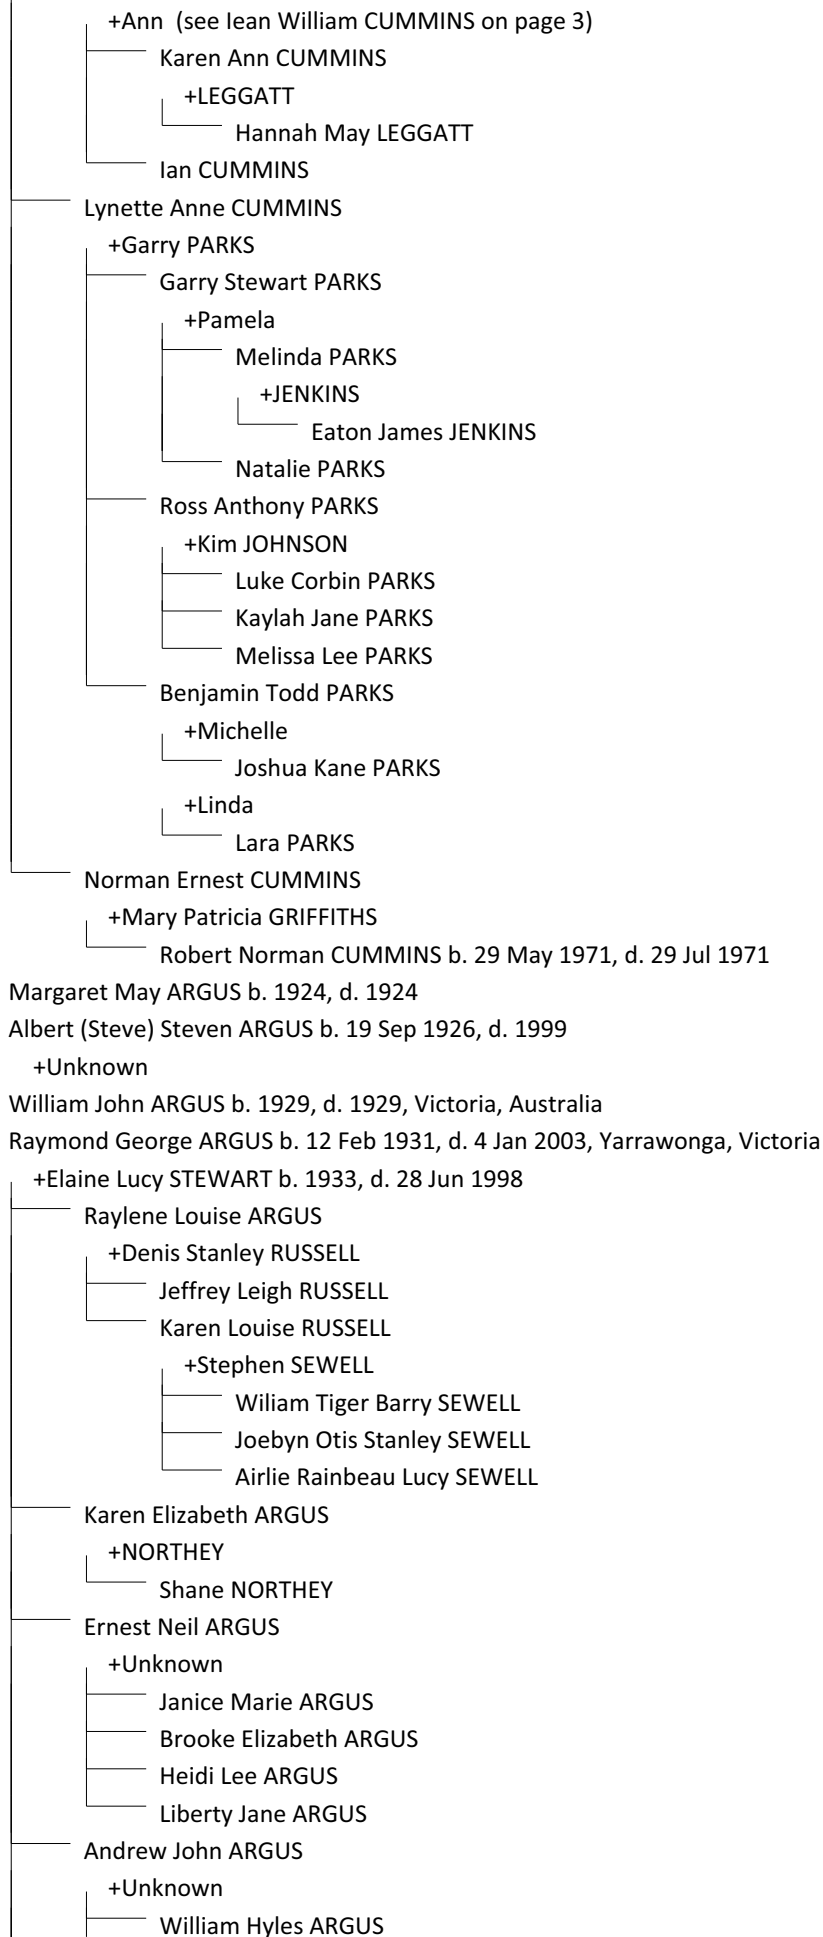 +Ann (see Iean William CUMMINS on page 3)
Karen Ann CUMMINS
+LEGGATT
Hannah May LEGGATT
Ian CUMMINS
Lynette Anne CUMMINS
+Garry PARKS
Garry Stewart PARKS
+Pamela
Melinda PARKS
+JENKINS
Eaton James JENKINS
Natalie PARKS
Ross Anthony PARKS
+Kim JOHNSON
Luke Corbin PARKS
Kaylah Jane PARKS
Melissa Lee PARKS
Benjamin Todd PARKS
+Michelle
Joshua Kane PARKS
+Linda
Lara PARKS
Norman Ernest CUMMINS
+Mary Patricia GRIFFITHS
Robert Norman CUMMINS b. 29 May 1971, d. 29 Jul 1971
Margaret May ARGUS b. 1924, d. 1924
Albert (Steve) Steven ARGUS b. 19 Sep 1926, d. 1999
+Unknown
William John ARGUS b. 1929, d. 1929, Victoria, Australia
Raymond George ARGUS b. 12 Feb 1931, d. 4 Jan 2003, Yarrawonga, Victoria
+Elaine Lucy STEWART b. 1933, d. 28 Jun 1998
Raylene Louise ARGUS
+Denis Stanley RUSSELL
Jeffrey Leigh RUSSELL
Karen Louise RUSSELL
+Stephen SEWELL
Wiliam Tiger Barry SEWELL
Joebyn Otis Stanley SEWELL
Airlie Rainbeau Lucy SEWELL
Karen Elizabeth ARGUS
+NORTHEY
Shane NORTHEY
Ernest Neil ARGUS
+Unknown
Janice Marie ARGUS
Brooke Elizabeth ARGUS
Heidi Lee ARGUS
Liberty Jane ARGUS
Andrew John ARGUS
+Unknown
William Hyles ARGUS